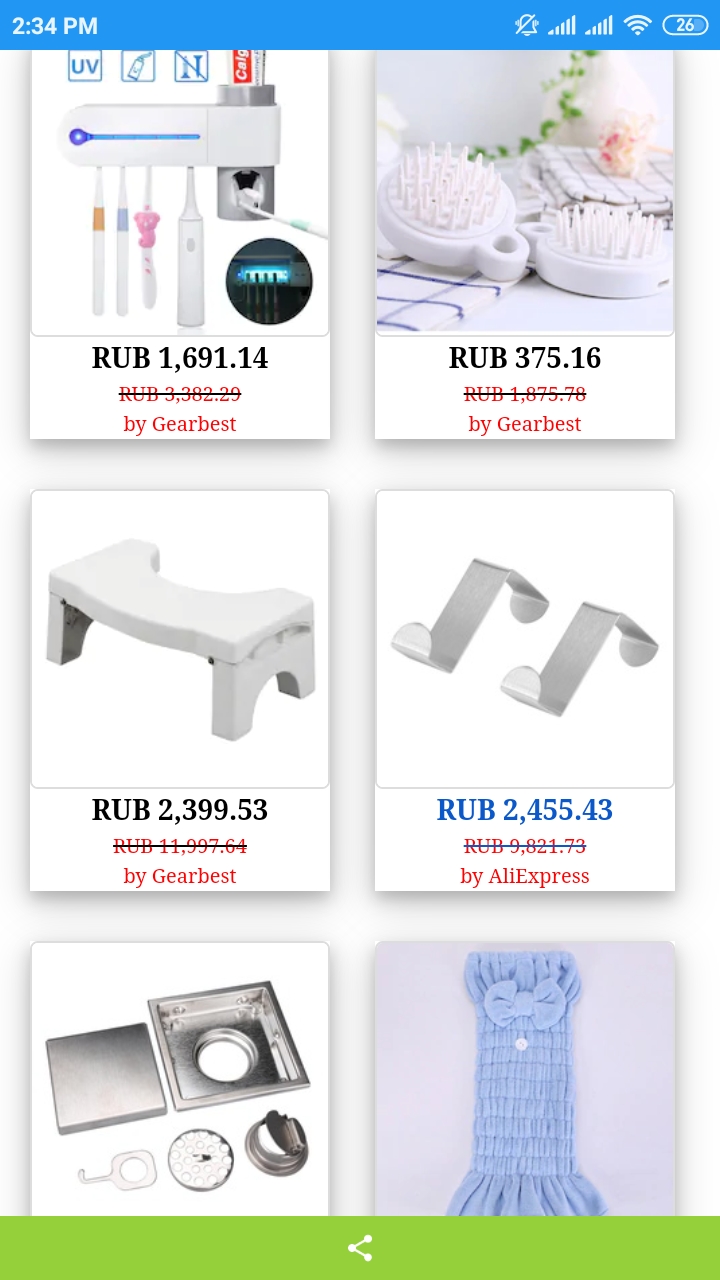 2:34 PM
26
UV
N
Calg
RUB 1,691.14
RUB 3,382.29
by Gearbest
RUB 375.16
RUB 1,875.78
by Gearbest
RUB 2,399.53
RUB 11,997.64
by Gearbest
RUB 2,455.43
RUB 9,821.73
by AliExpress